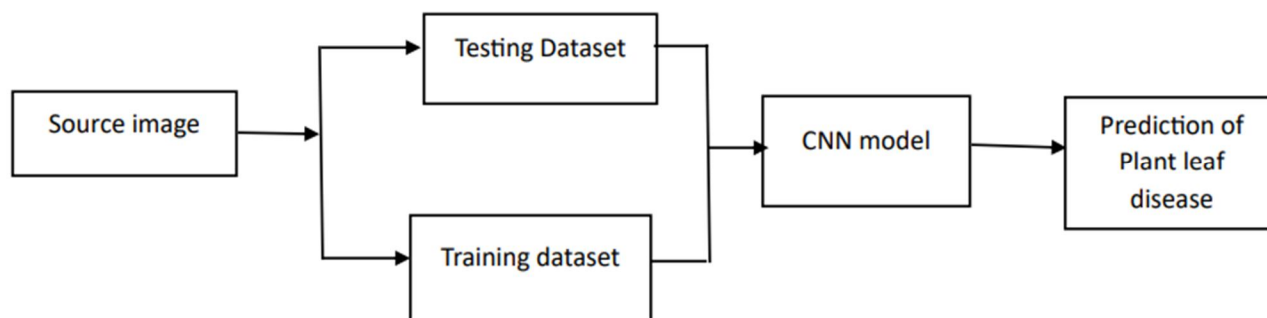 Source image
Testing Dataset
Training dataset
CNN model
Prediction of
Plant leaf
disease